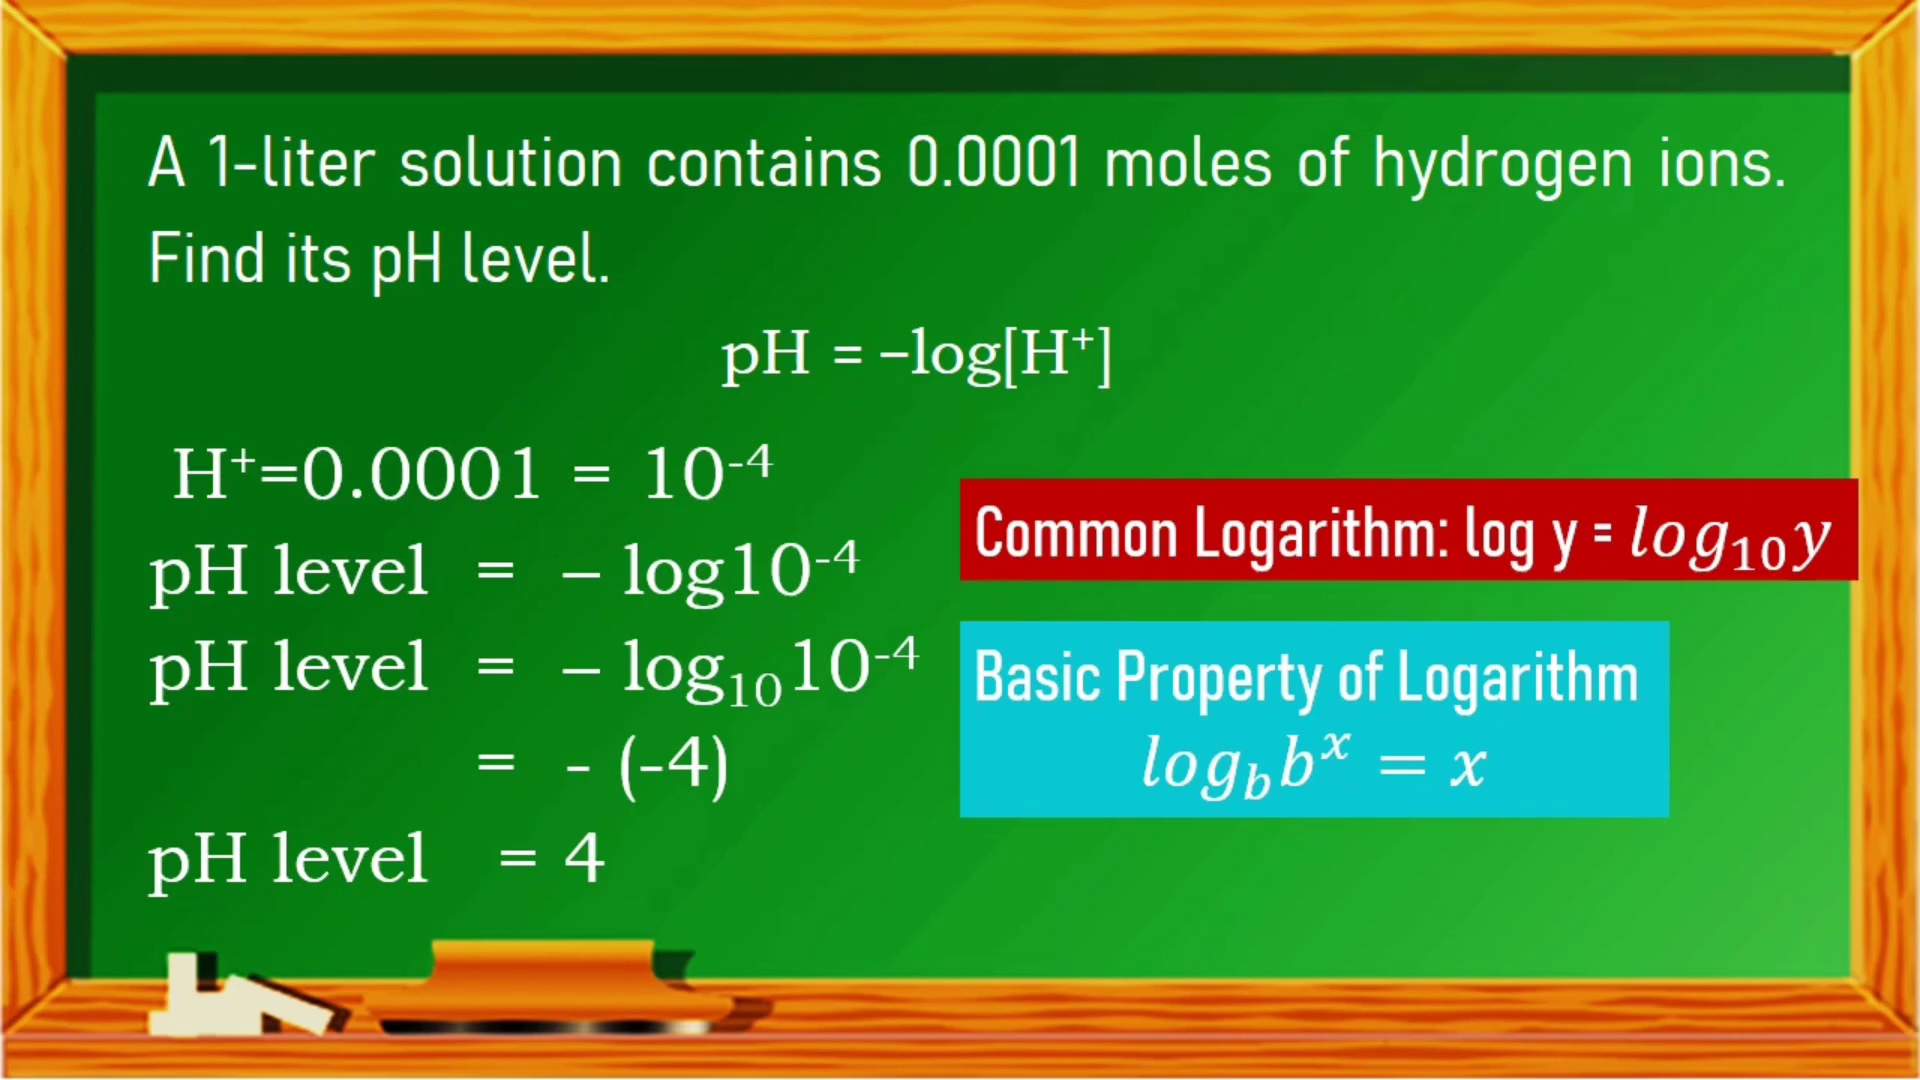 A 1-liter solution contains 0.0001 moles of hydrogen ions.
Find its pH level.
pH = –log[H⁺]
H⁺=0.0001 = 10⁻⁴
pH level = – log10⁻⁴
Common Logarithm: log y = log₁₀y
pH level = – log₁₀10⁻⁴
= - (-4)
pH level = 4
Basic Property of Logarithm
log_b bˣ = x